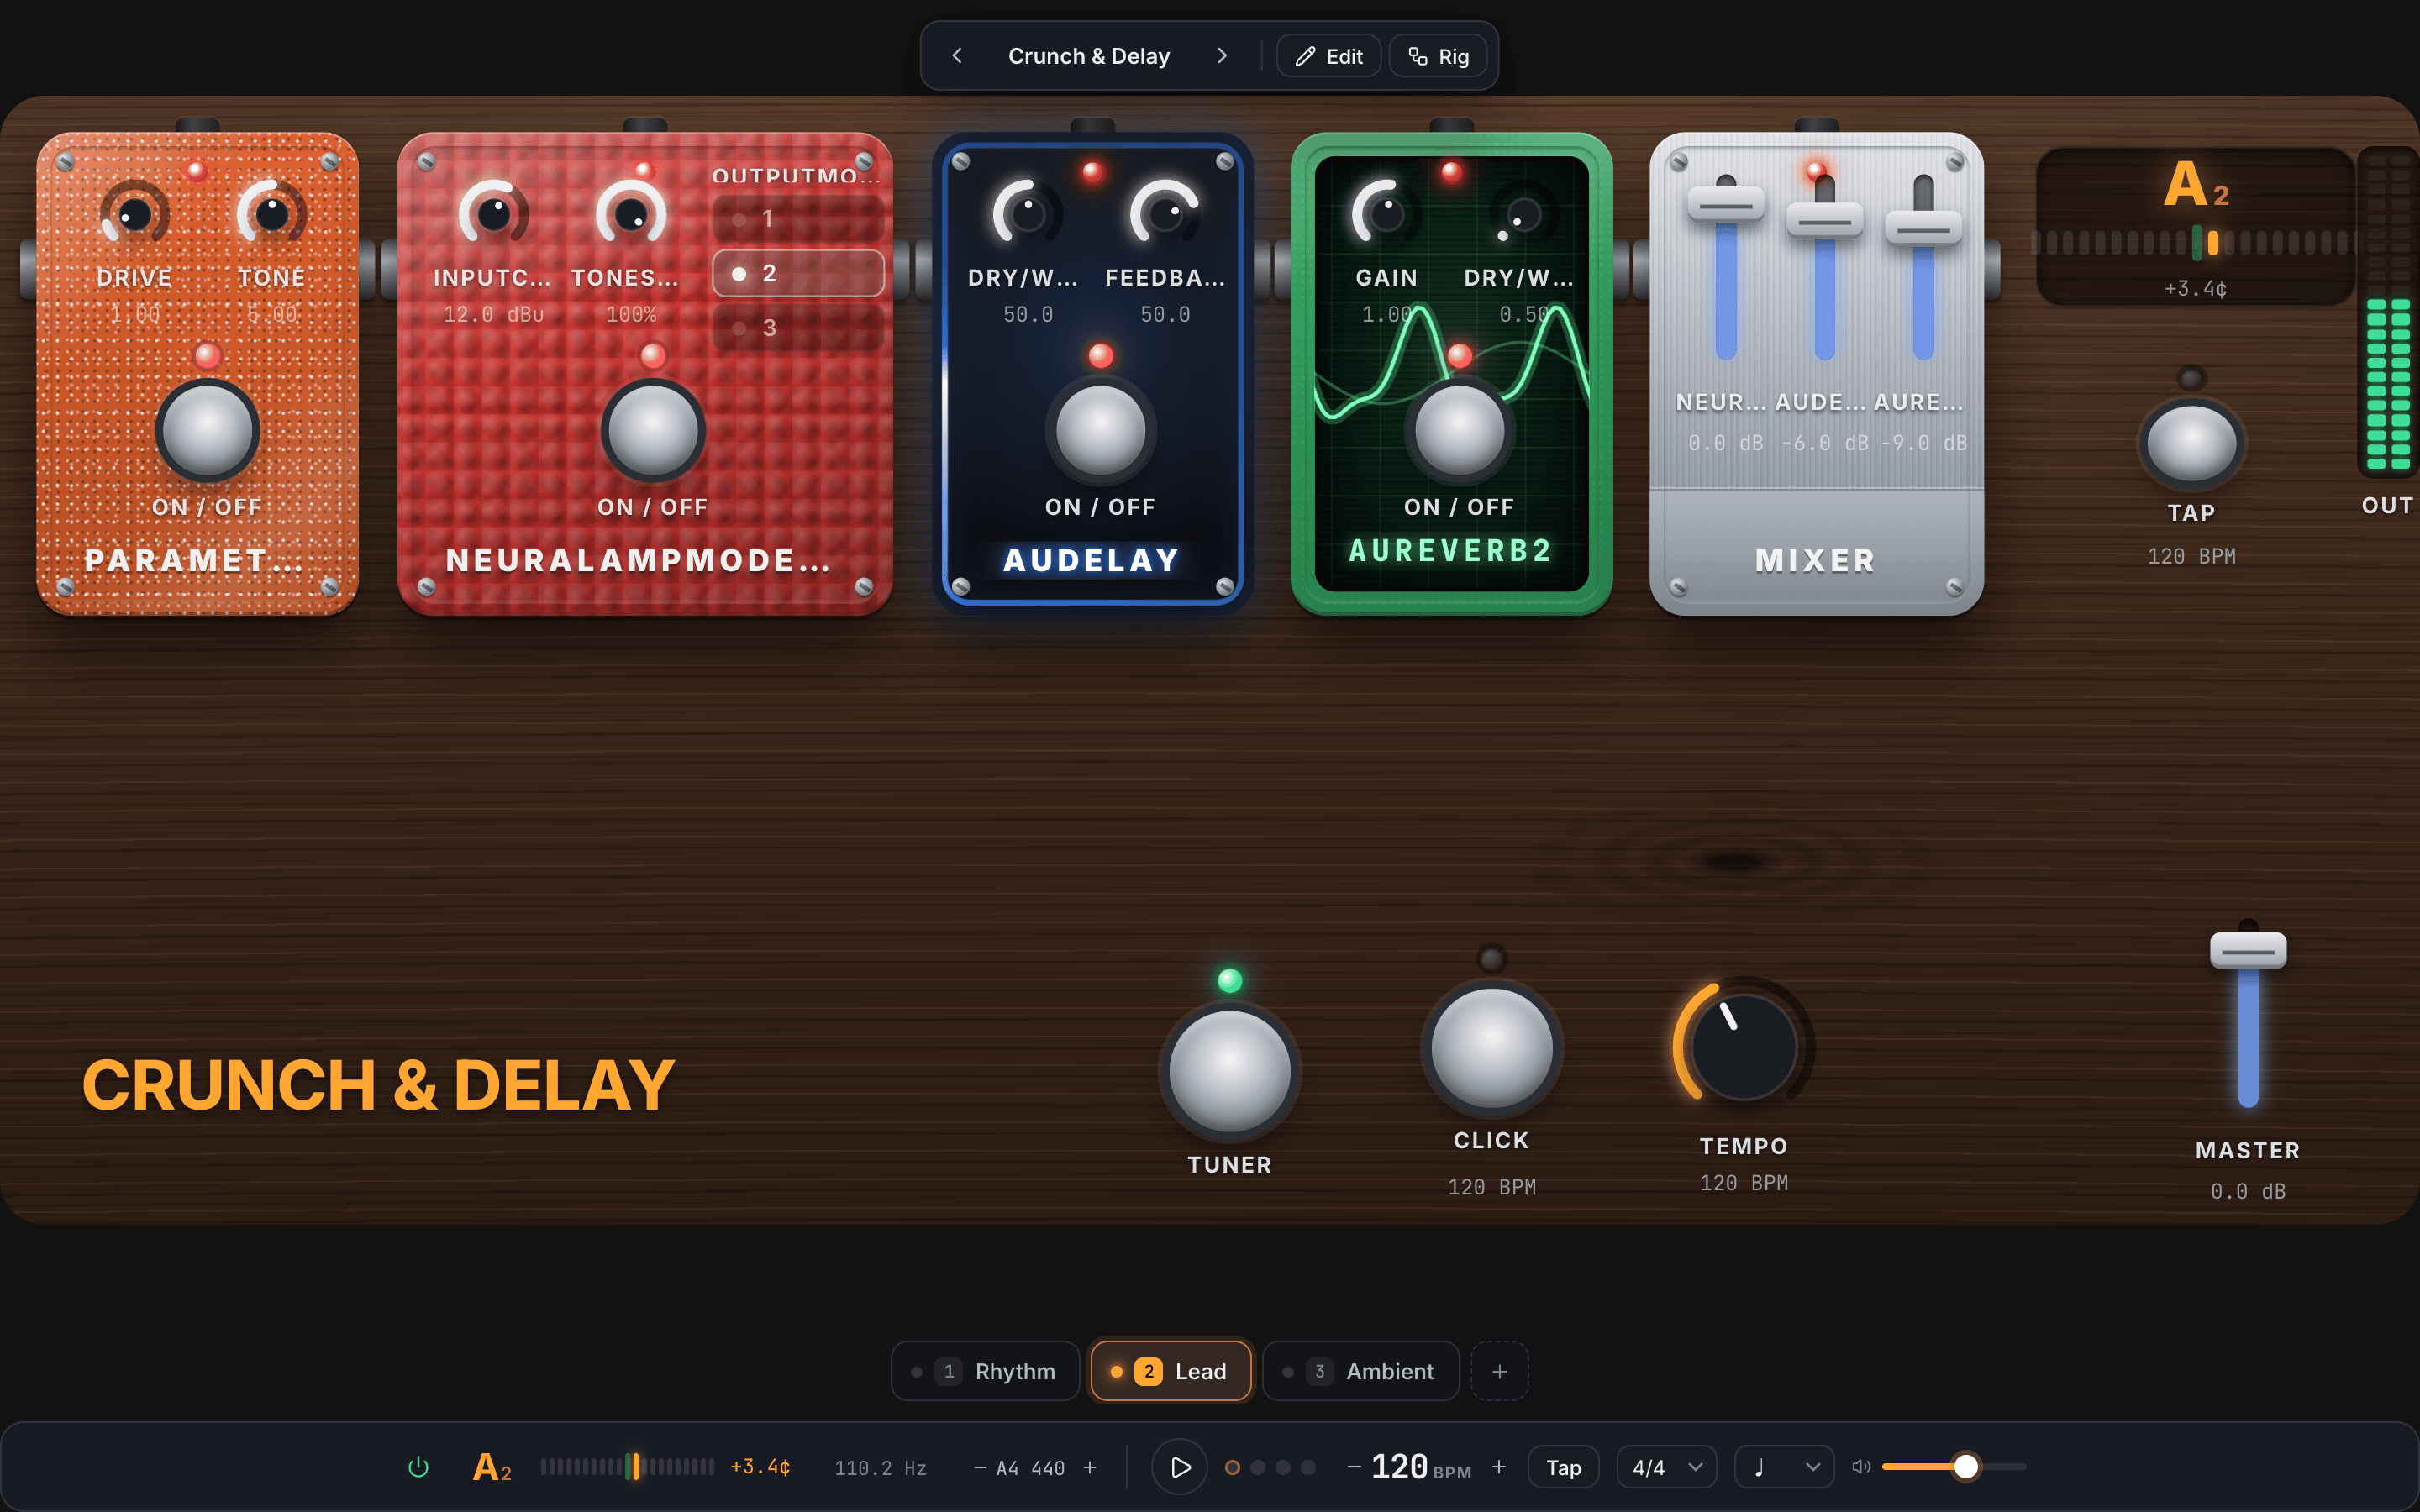 Crunch & Delay
Edit
Rig
DRIVE
TONE
1.00
5.00
ON / OFF
PARAMET...
INPUTC...
TONES...
12.0 dBu
100%
OUTPUTMO...
1
2
3
ON / OFF
NEURALAMPMODE...
DRY/W...
FEEDBA...
50.0
50.0
ON / OFF
AUDELAY
GAIN
DRY/W...
1.00
0.50
ON / OFF
AUREVERB2
NEUR... AUDE... AURE...
0.0 dB -6.0 dB -9.0 dB
MIXER
A2
+3.4¢
TAP
120 BPM
OUT
CRUNCH & DELAY
TUNER
CLICK
120 BPM
TEMPO
120 BPM
MASTER
0.0 dB
1 Rhythm
2 Lead
3 Ambient
+
A2 +3.4¢ 110.2 Hz − A4 440 + − 120 BPM + Tap 4/4 ♩